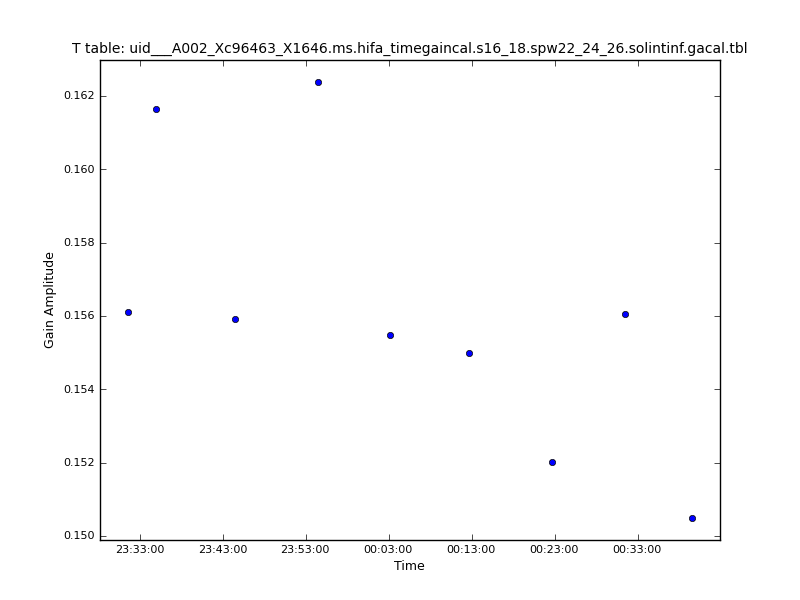 T table: uid___A002_Xc96463_X1646.ms.hifa_timegaincal.s16_18.spw22_24_26.solintinf.gacal.tbl
0.162
0.160
0.158
0.156
0.154
0.152
0.150
Gain Amplitude
23:33:00 23:43:00 23:53:00 00:03:00 00:13:00 00:23:00 00:33:00
Time